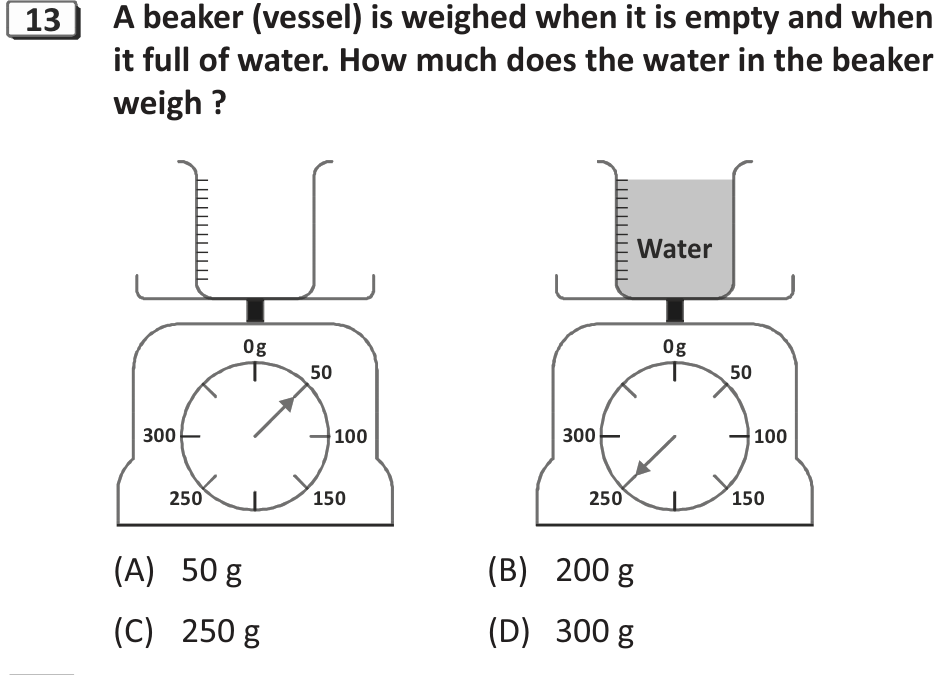 13 A beaker (vessel) is weighed when it is empty and when
it full of water. How much does the water in the beaker
weigh ?
Water
0 g 0 g
50 50
300 100 300 100
250 150 250 150
(A) 50 g (B) 200 g
(C) 250 g (D) 300 g